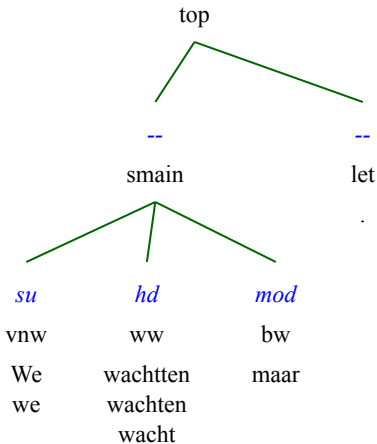 top
-- --
smain let
.
su hd mod
vnw ww bw
We wachtten maar
we wachten
wacht